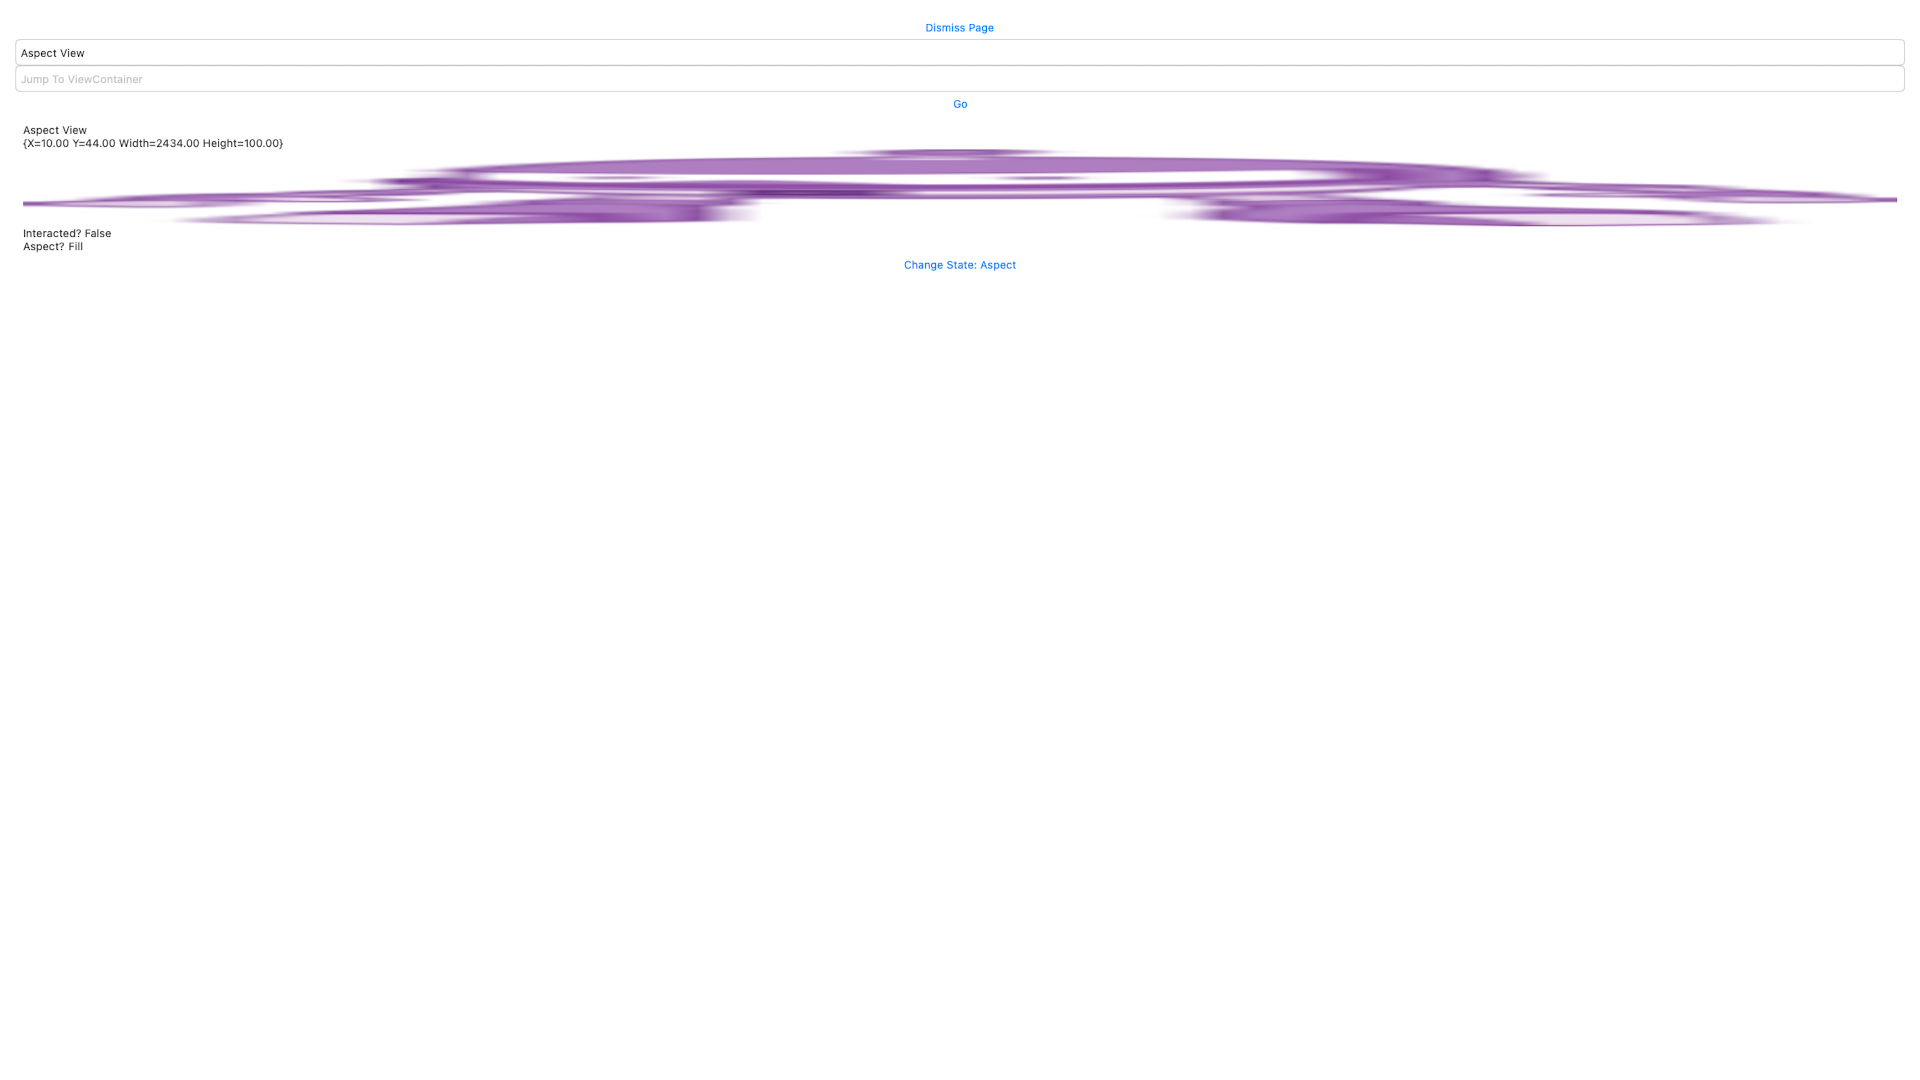 Dismiss Page
Aspect View
Jump To ViewContainer
Go
Aspect View
{X=10.00 Y=44.00 Width=2434.00 Height=100.00}
Interacted? False
Aspect? Fill
Change State: Aspect